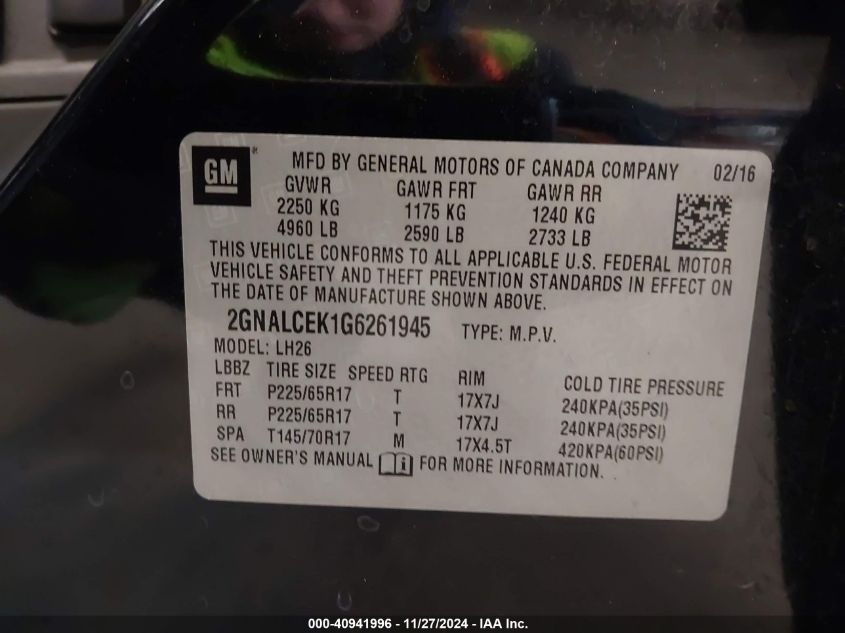 GM MFD BY GENERAL MOTORS OF CANADA COMPANY 02/16
GVWR GAWR FRT GAWR RR
2250 KG 1175 KG 1240 KG
4960 LB 2590 LB 2733 LB
THIS VEHICLE CONFORMS TO ALL APPLICABLE U.S. FEDERAL MOTOR
VEHICLE SAFETY AND THEFT PREVENTION STANDARDS IN EFFECT ON
THE DATE OF MANUFACTURE SHOWN ABOVE.
2GNALCEK1G6261945 TYPE: M.P.V.
MODEL: LH26
LBBZ TIRE SIZE SPEED RTG RIM COLD TIRE PRESSURE
FRT P225/65R17 T 17X7J 240KPA(35PSI)
RR P225/65R17 T 17X7J 240KPA(35PSI)
SPA T145/70R17 M 17X4.5T 420KPA(60PSI)
SEE OWNER'S MANUAL FOR MORE INFORMATION.
000-40941996 - 11/27/2024 - IAA Inc.